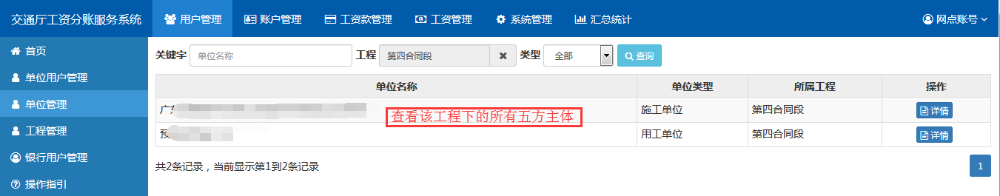 交通厅工资分账服务系统 用户管理 账户管理 工资款管理 工资管理 系统管理 汇总统计 网点账号
首页
单位用户管理
单位管理
工程管理
银行用户管理
操作指引
关键字 单位名称 工程 第四合同段 类型 全部 查询
单位名称 单位类型 所属工程 操作
广 施工单位 第四合同段 详情
查看该工程下的所有五方主体
预 用工单位 第四合同段 详情
共2条记录，当前显示第1到2条记录 1